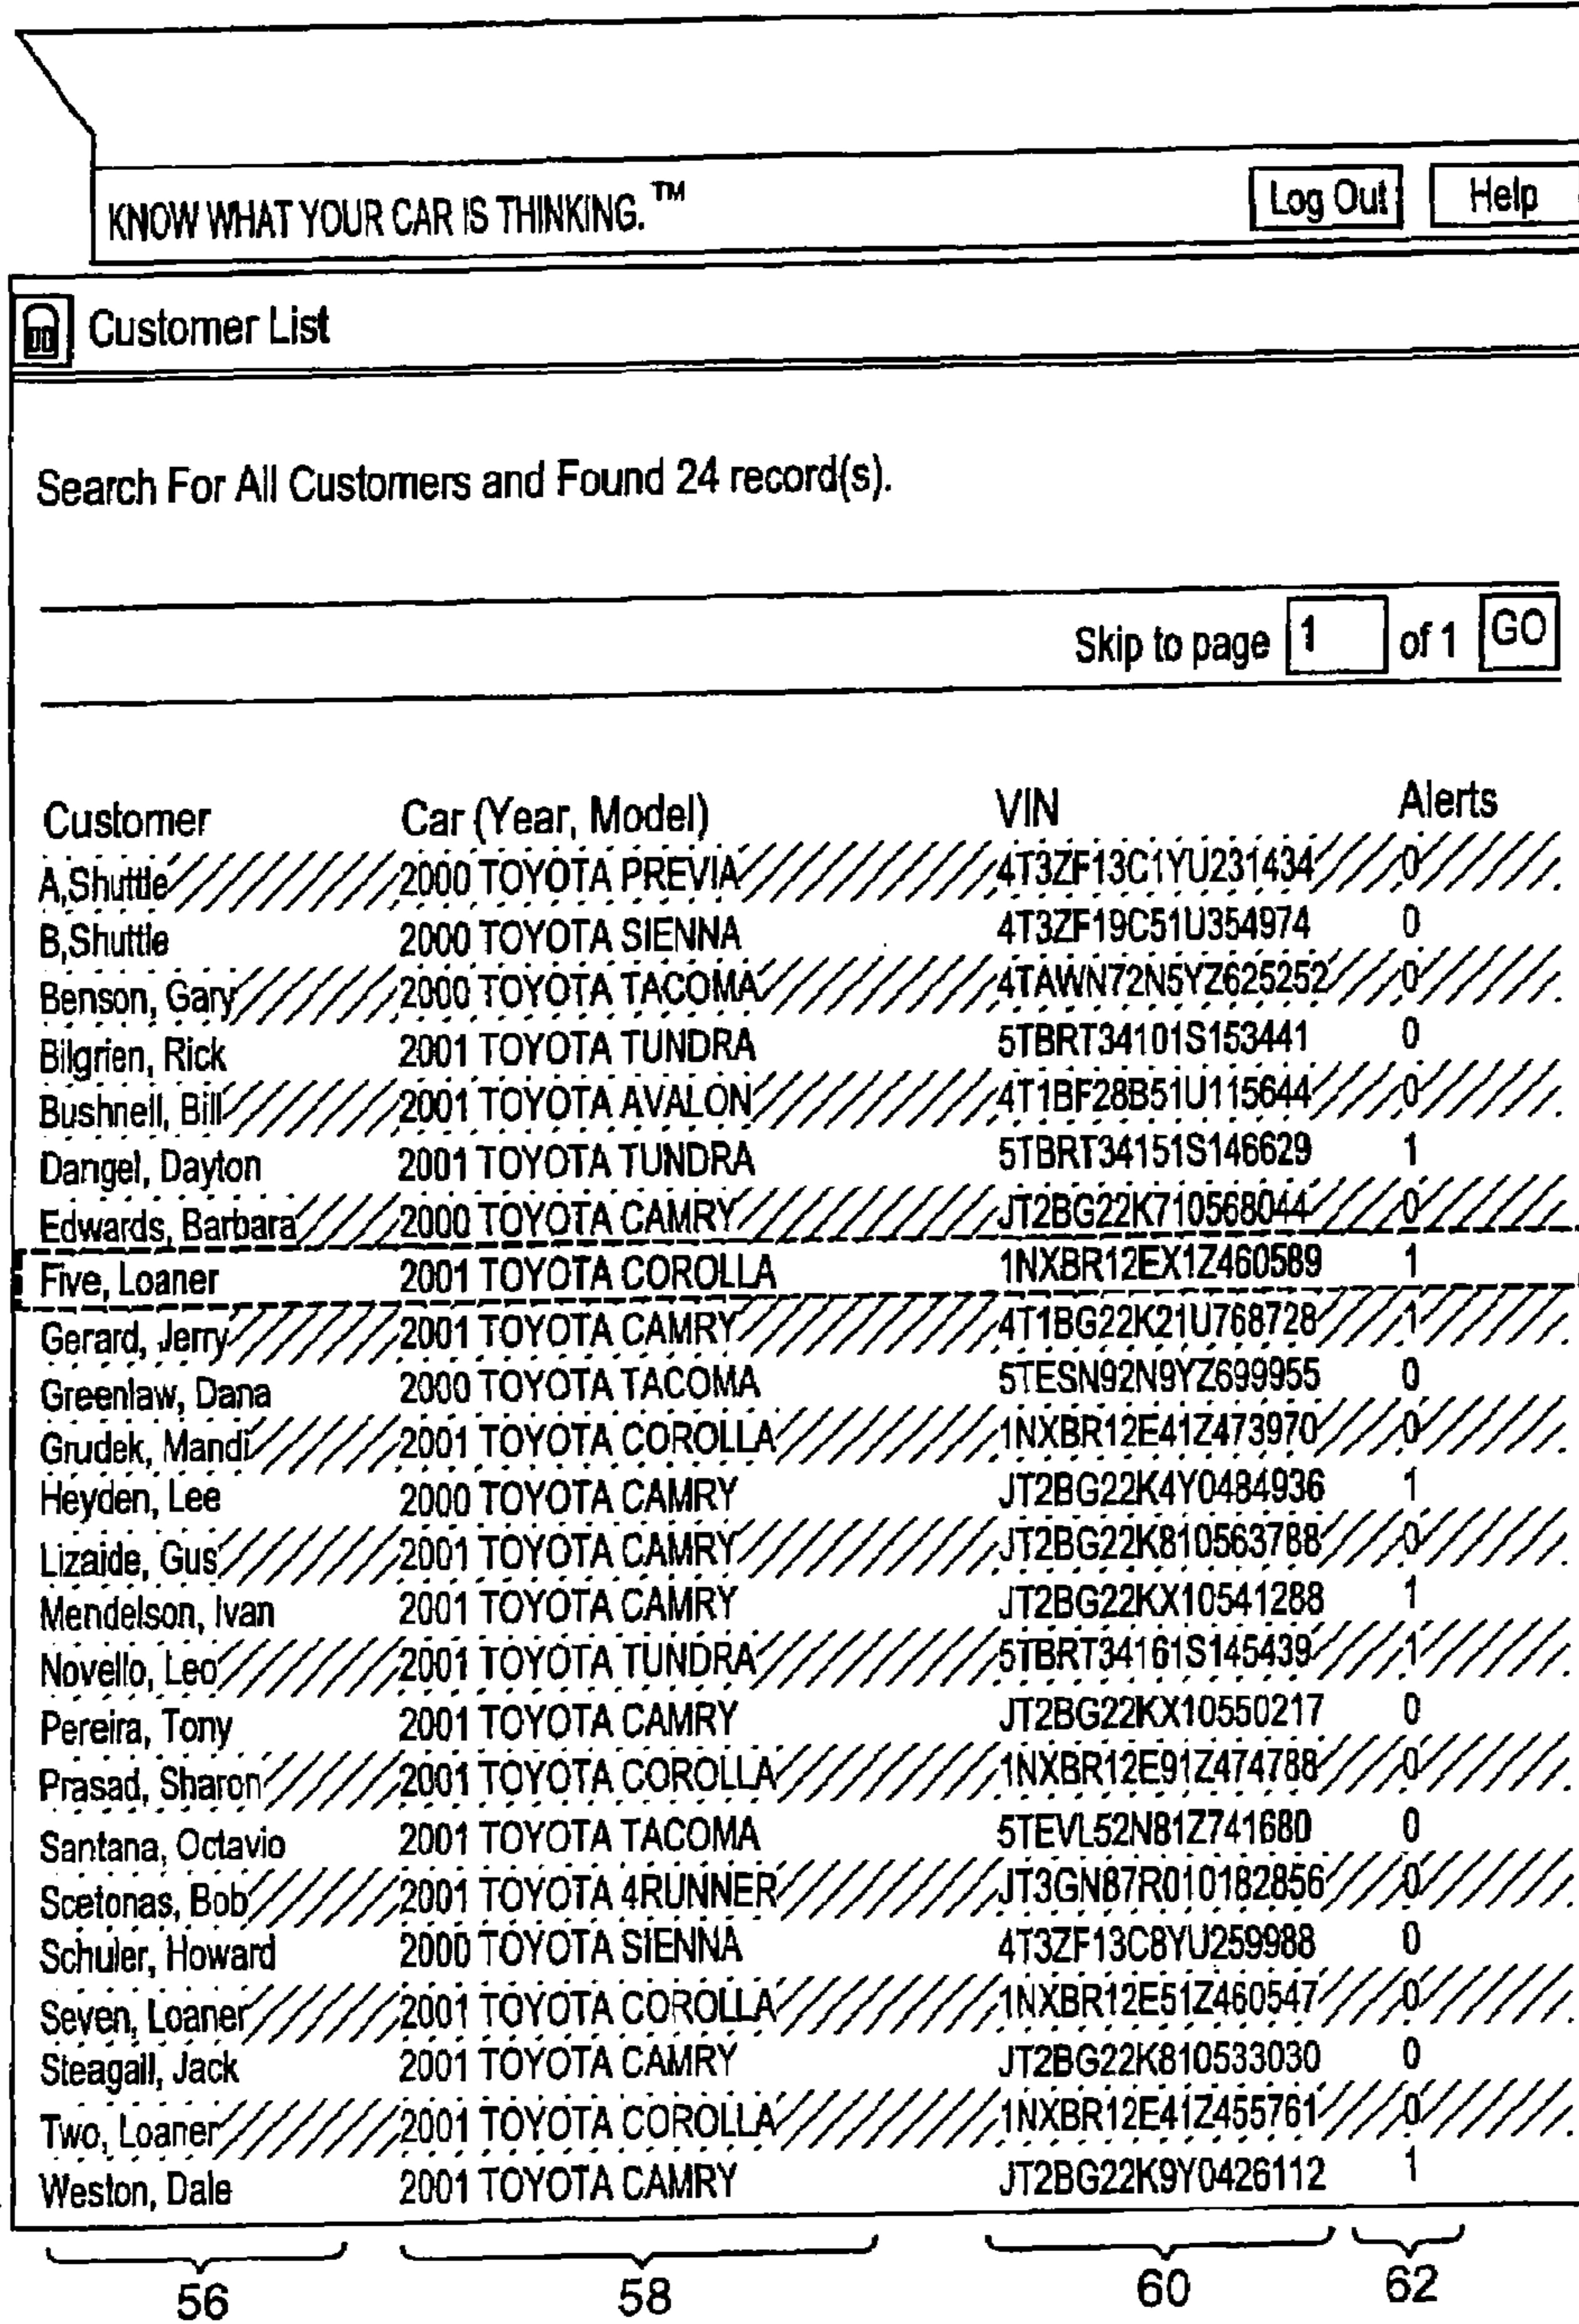 KNOW WHAT YOUR CAR IS THINKING.™ Log Out Help
Customer List
Search For All Customers and Found 24 record(s).
Skip to page 1 of 1 GO
Customer Car (Year, Model) VIN Alerts
A,Shuttle 2000 TOYOTA PREVIA 4T3ZF13C1YU231434 0
B,Shuttle 2000 TOYOTA SIENNA 4T3ZF19C51U354974 0
Benson, Gary 2000 TOYOTA TACOMA 4TAWN72N5YZ625252 0
Bilgrien, Rick 2001 TOYOTA TUNDRA 5TBRT34101S153441 0
Bushnell, Bill 2001 TOYOTA AVALON 4T1BF28B51U115644 0
Dangel, Dayton 2001 TOYOTA TUNDRA 5TBRT34151S146629 1
Edwards, Barbara 2000 TOYOTA CAMRY JT2BG22K710568044 0
Five, Loaner 2001 TOYOTA COROLLA 1NXBR12EX1Z460589 1
Gerard, Jerry 2001 TOYOTA CAMRY 4T1BG22K21U768728 1
Greenlaw, Dana 2000 TOYOTA TACOMA 5TESN92N9YZ699955 0
Grudek, Mandi 2001 TOYOTA COROLLA 1NXBR12E41Z473970 0
Heyden, Lee 2000 TOYOTA CAMRY JT2BG22K4Y0484936 1
Lizaide, Gus 2001 TOYOTA CAMRY JT2BG22K810563788 0
Mendelson, Ivan 2001 TOYOTA CAMRY JT2BG22KX10541288 1
Novello, Leo 2001 TOYOTA TUNDRA 5TBRT34161S145439 1
Pereira, Tony 2001 TOYOTA CAMRY JT2BG22KX10550217 0
Prasad, Sharon 2001 TOYOTA COROLLA 1NXBR12E91Z474788 0
Santana, Octavio 2001 TOYOTA TACOMA 5TEVL52N81Z741680 0
Scetonas, Bob 2001 TOYOTA 4RUNNER JT3GN87R010182856 0
Schuler, Howard 2000 TOYOTA SIENNA 4T3ZF13C8YU259988 0
Seven, Loaner 2001 TOYOTA COROLLA 1NXBR12E51Z460547 0
Steagall, Jack 2001 TOYOTA CAMRY JT2BG22K810533030 0
Two, Loaner 2001 TOYOTA COROLLA 1NXBR12E41Z455761 0
Weston, Dale 2001 TOYOTA CAMRY JT2BG22K9Y0426112 1
56 58 60 62